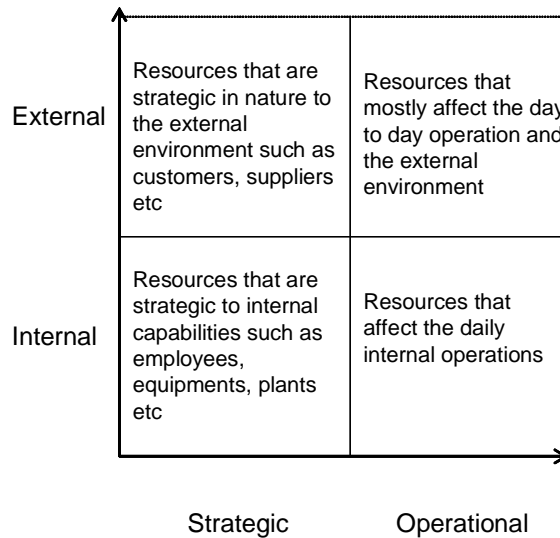 External
Resources that are
strategic in nature to
the external
environment such as
customers, suppliers
etc
Resources that
mostly affect the day
to day operation and
the external
environment
Internal
Resources that are
strategic to internal
capabilities such as
employees,
equipments, plants
etc
Resources that
affect the daily
internal operations
Strategic
Operational